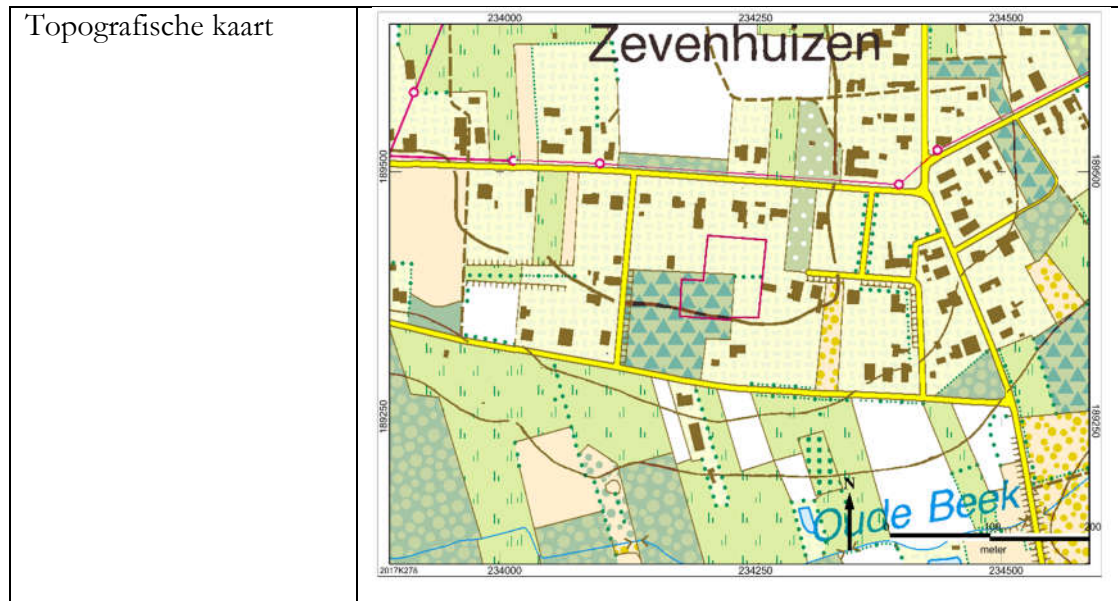 Topografische kaart
234000 234250 234500
Zevenhuizen
189500 189500
189250 189250
N
Oude Beek
0 100 200
meter
2017K276
234000 234250 234500